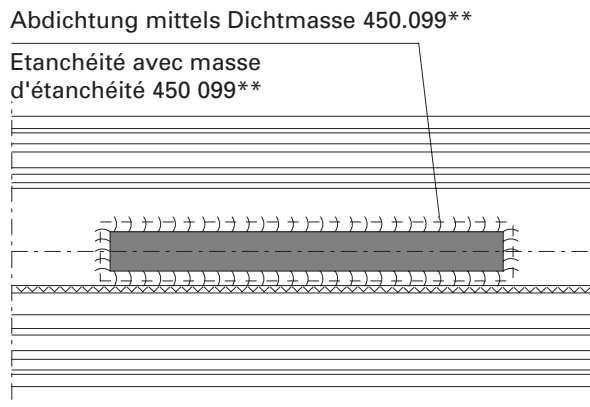 Abdichtung mittels Dichtmasse 450.099**
Etanchéité avec masse
d'étanchéité 450 099**